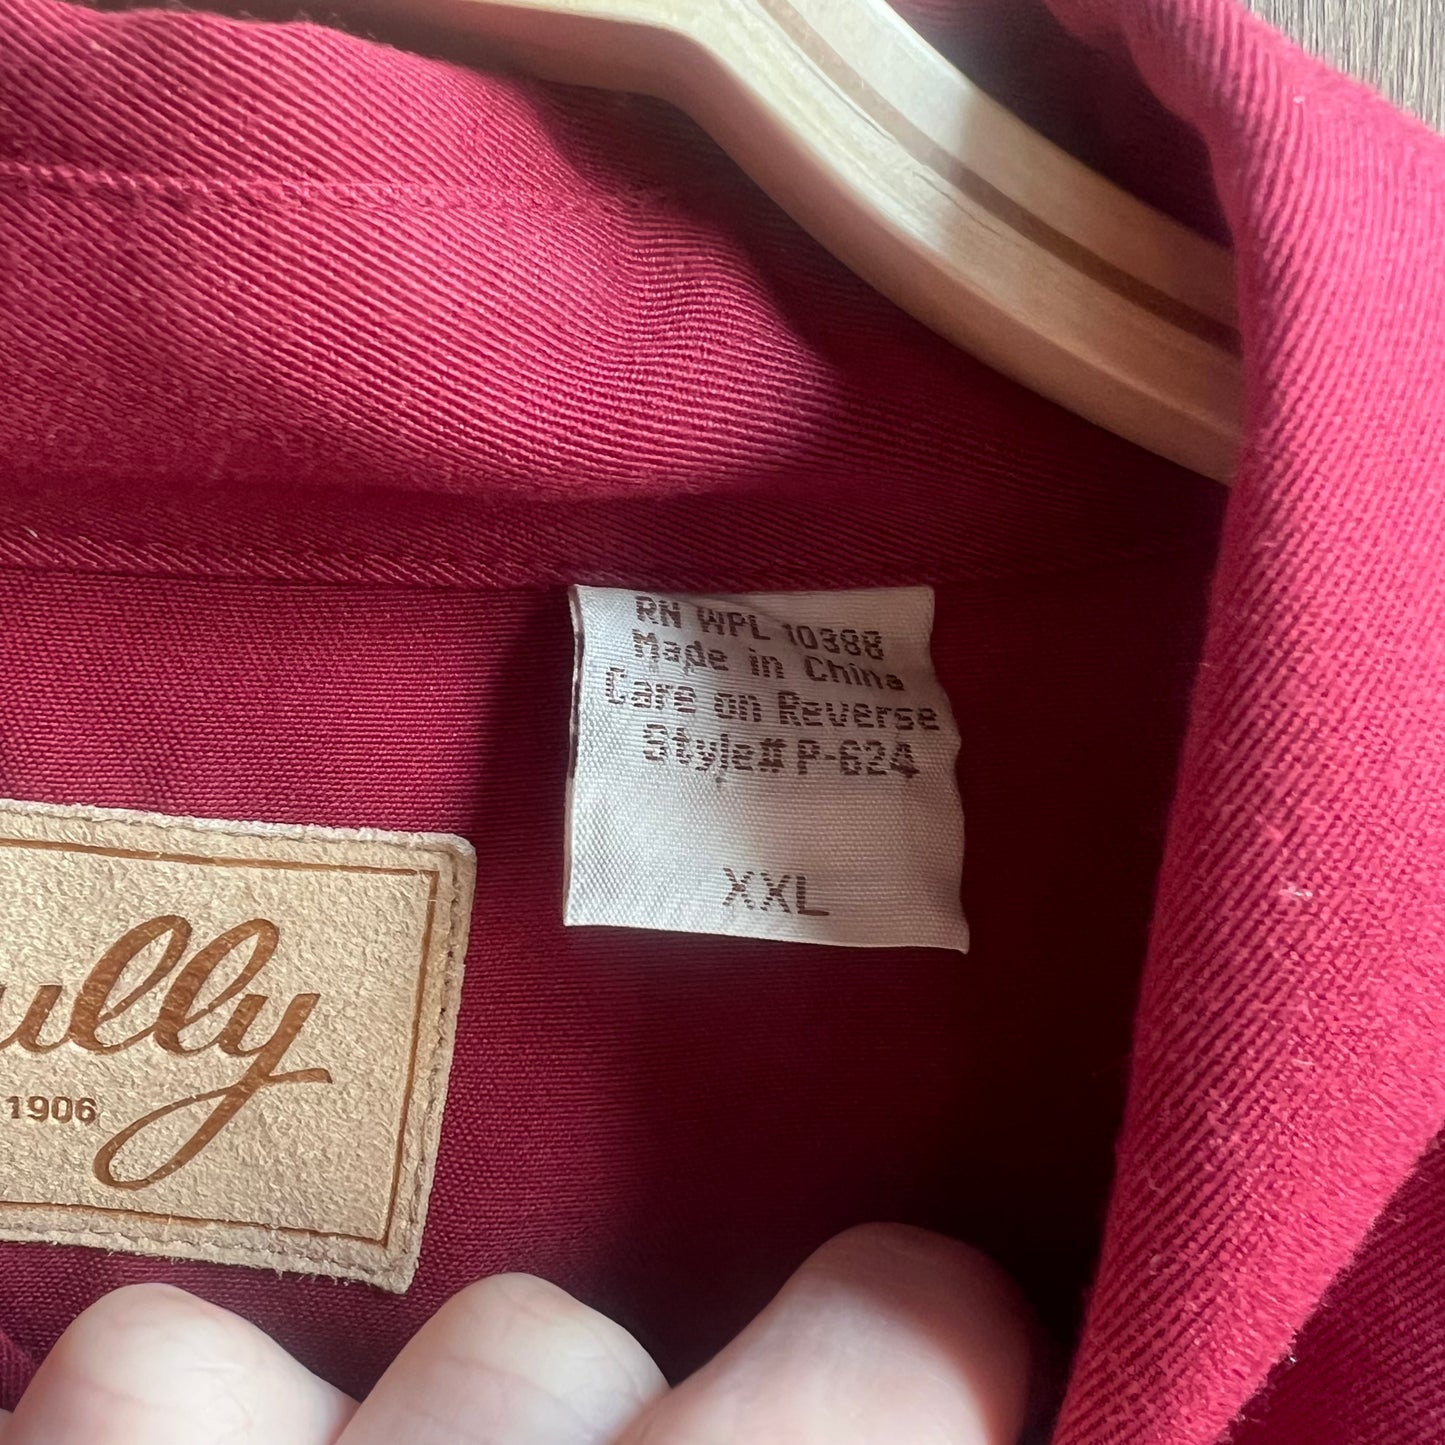 RN WPL 10388
Made in China
Care on Reverse
Style# P-624
XXL
ully
1906